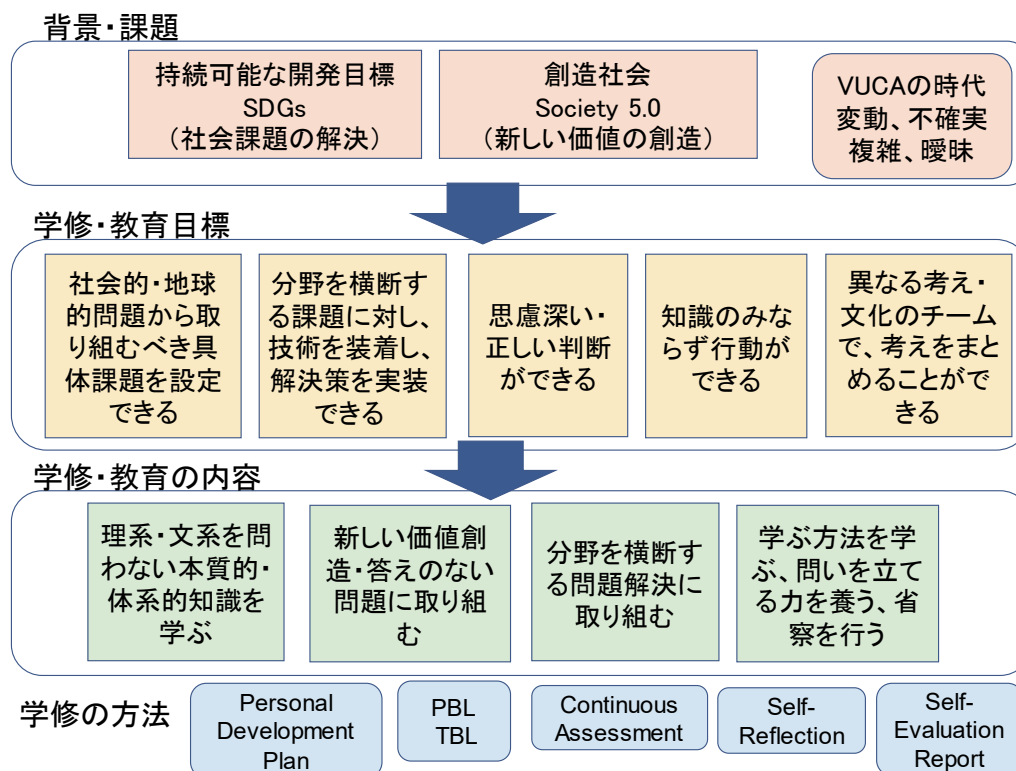 背景・課題
持続可能な開発目標
SDGs
（社会課題の解決）
創造社会
Society 5.0
（新しい価値の創造）
VUCAの時代
変動、不確実
複雑、曖昧
学修・教育目標
社会的・地球
的問題から取
り組むべき具
体課題を設定
できる
分野を横断す
る課題に対し、
技術を装着し、
解決策を実装
できる
思慮深い・
正しい判断
ができる
知識のみな
らず行動が
できる
異なる考え・
文化のチーム
で、考えをまと
めることがで
きる
学修・教育の内容
理系・文系を問
わない本質的・
体系的知識を
学ぶ
新しい価値創
造・答えのない
問題に取り組
む
分野を横断す
る問題解決に
取り組む
学ぶ方法を学
ぶ、問いを立て
る力を養う、省
察を行う
学修の方法
Personal
Development
Plan
PBL
TBL
Continuous
Assessment
Self-
Reflection
Self-
Evaluation
Report